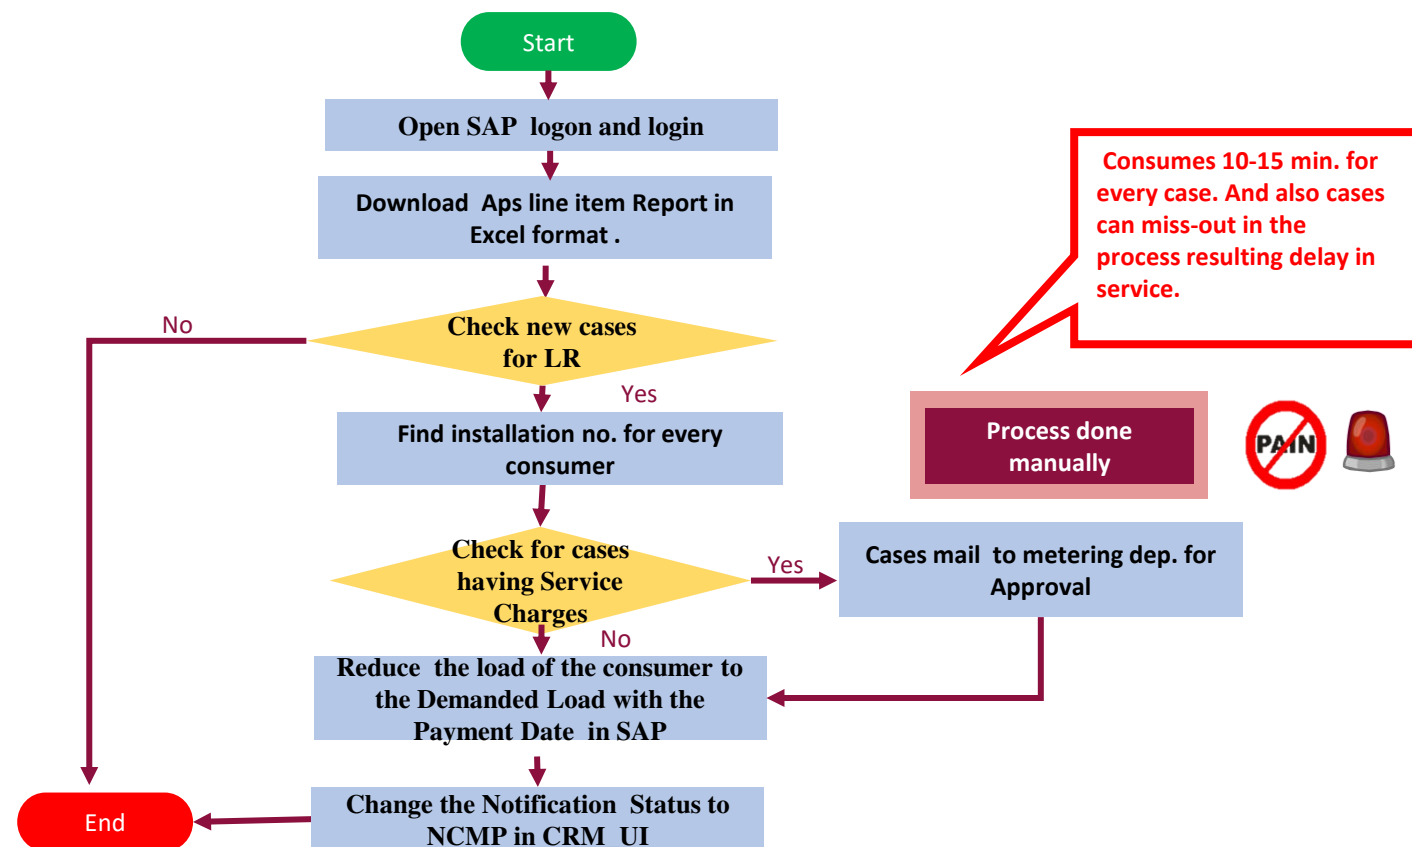 Start
Open SAP logon and login
Download Aps line item Report in
Excel format .
Consumes 10-15 min. for
every case. And also cases
can miss-out in the
process resulting delay in
service.
No
Check new cases
for LR
Yes
Find installation no. for every
consumer
Process done
manually
PAIN
Check for cases
having Service
Charges
Yes
Cases mail to metering dep. for
Approval
No
Reduce the load of the consumer to
the Demanded Load with the
Payment Date in SAP
Change the Notification Status to
NCMP in CRM UI
End